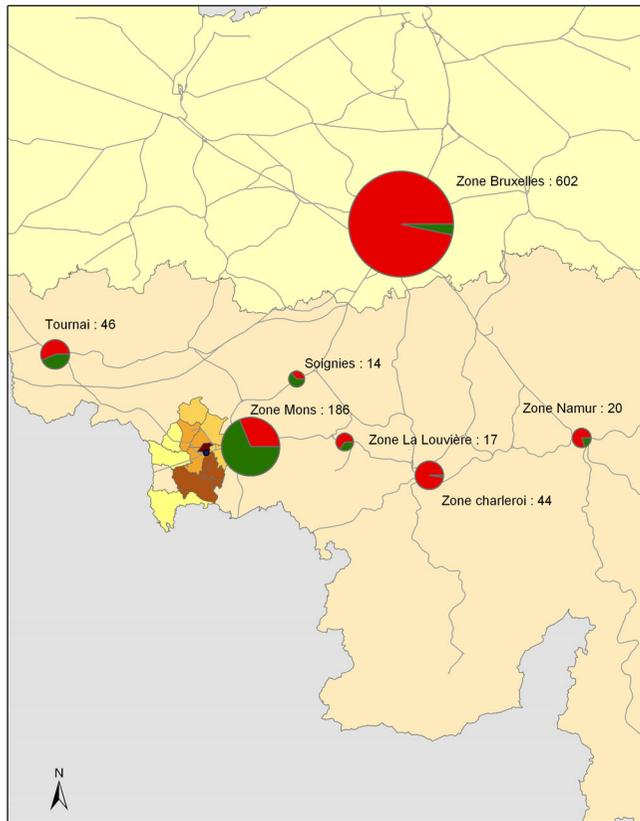 Zone Bruxelles : 602
Tournai : 46
Soignies : 14
Zone Mons : 186
Zone Namur : 20
Zone La Louvière : 17
Zone charleroi : 44
N